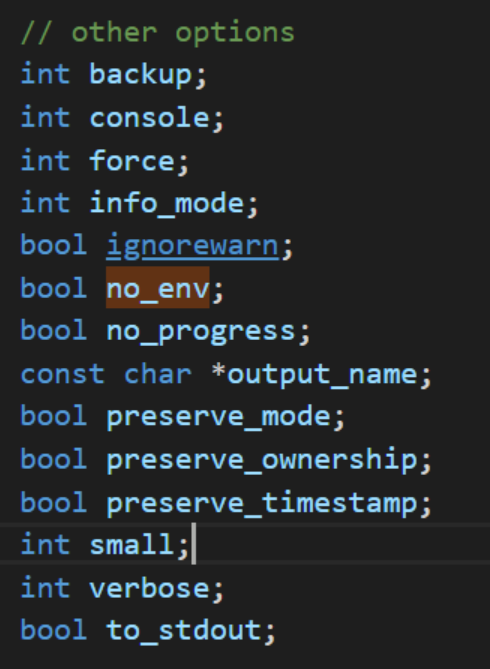 // other options
int backup;
int console;
int force;
int info_mode;
bool ignorewarn;
bool no_env;
bool no_progress;
const char *output_name;
bool preserve_mode;
bool preserve_ownership;
bool preserve_timestamp;
int small;
int verbose;
bool to_stdout;